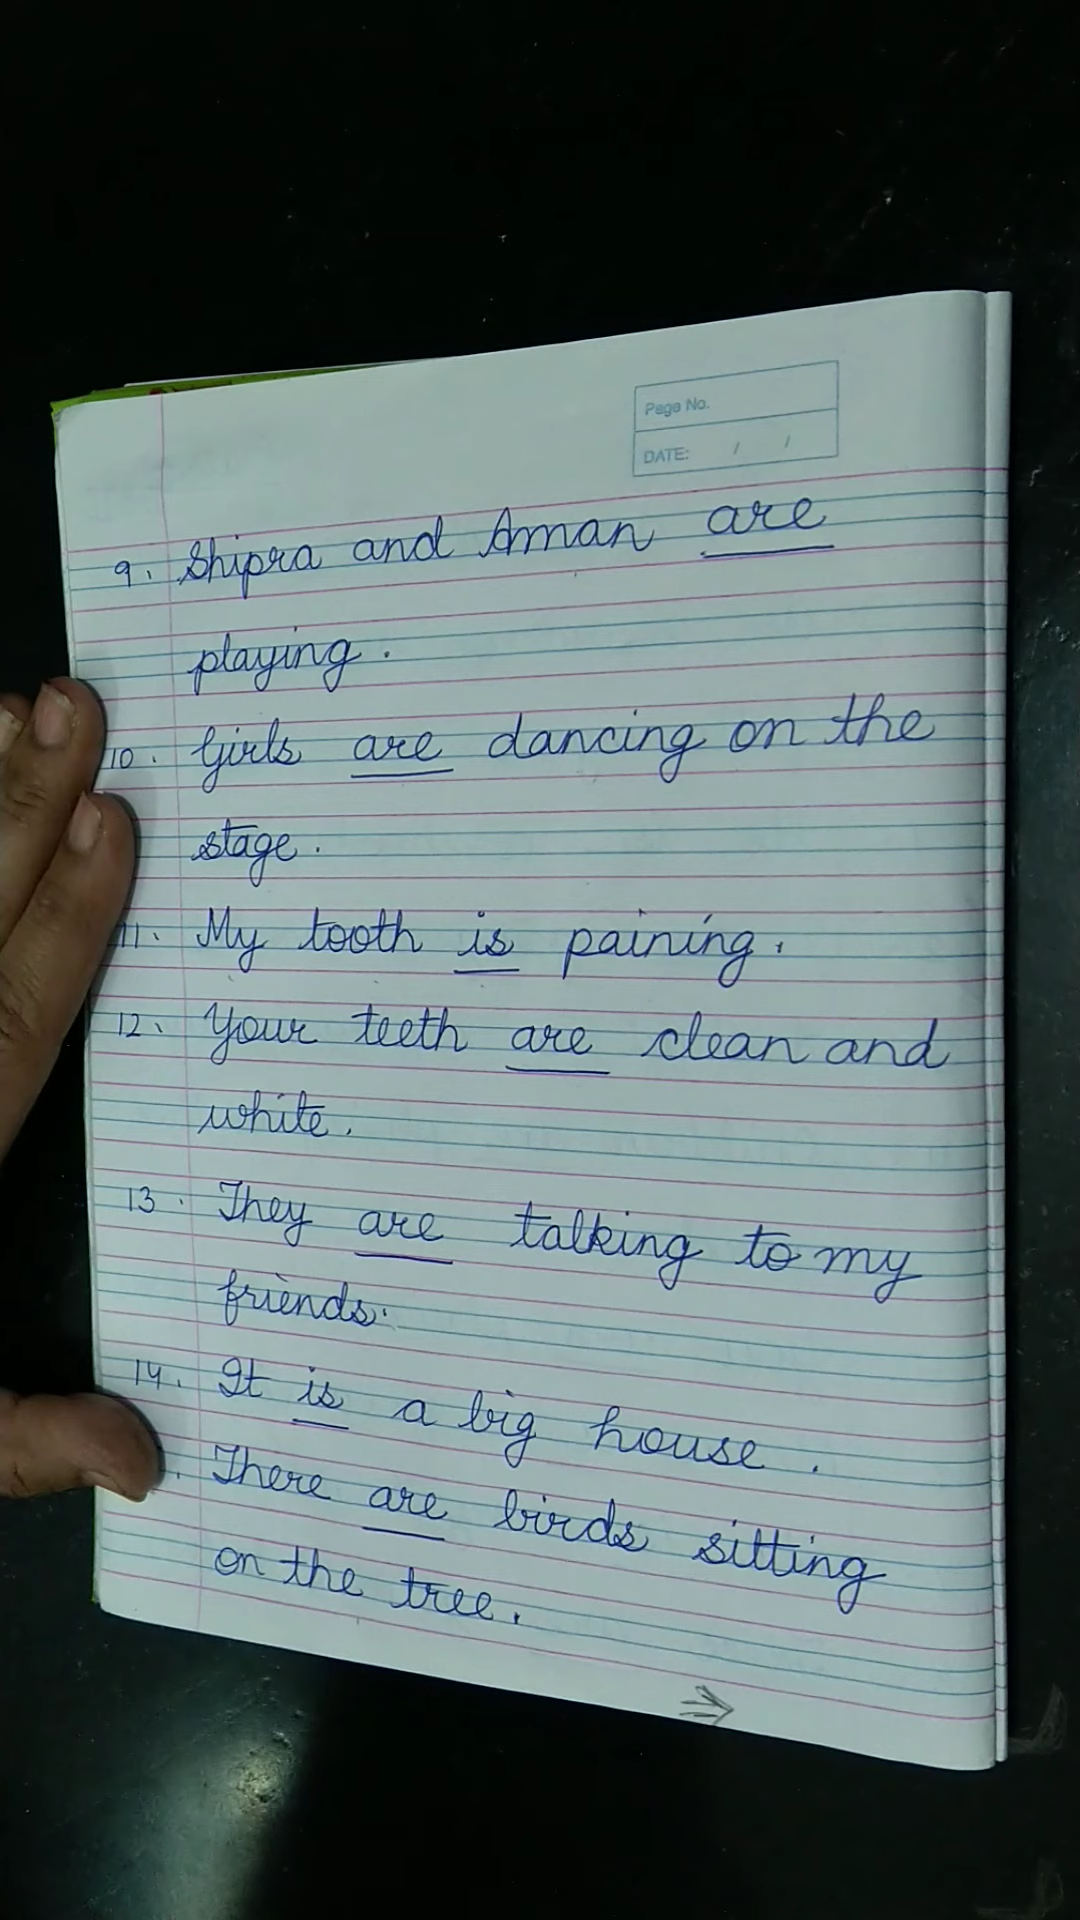 Page No.
DATE: / /
9. Shipra and Aman are
playing.
10. Girls are dancing on the
stage.
11. My tooth is paining.
12. Your teeth are clean and
white.
13. They are talking to my
friends.
14. It is a big house.
. There are birds sitting
on the tree.